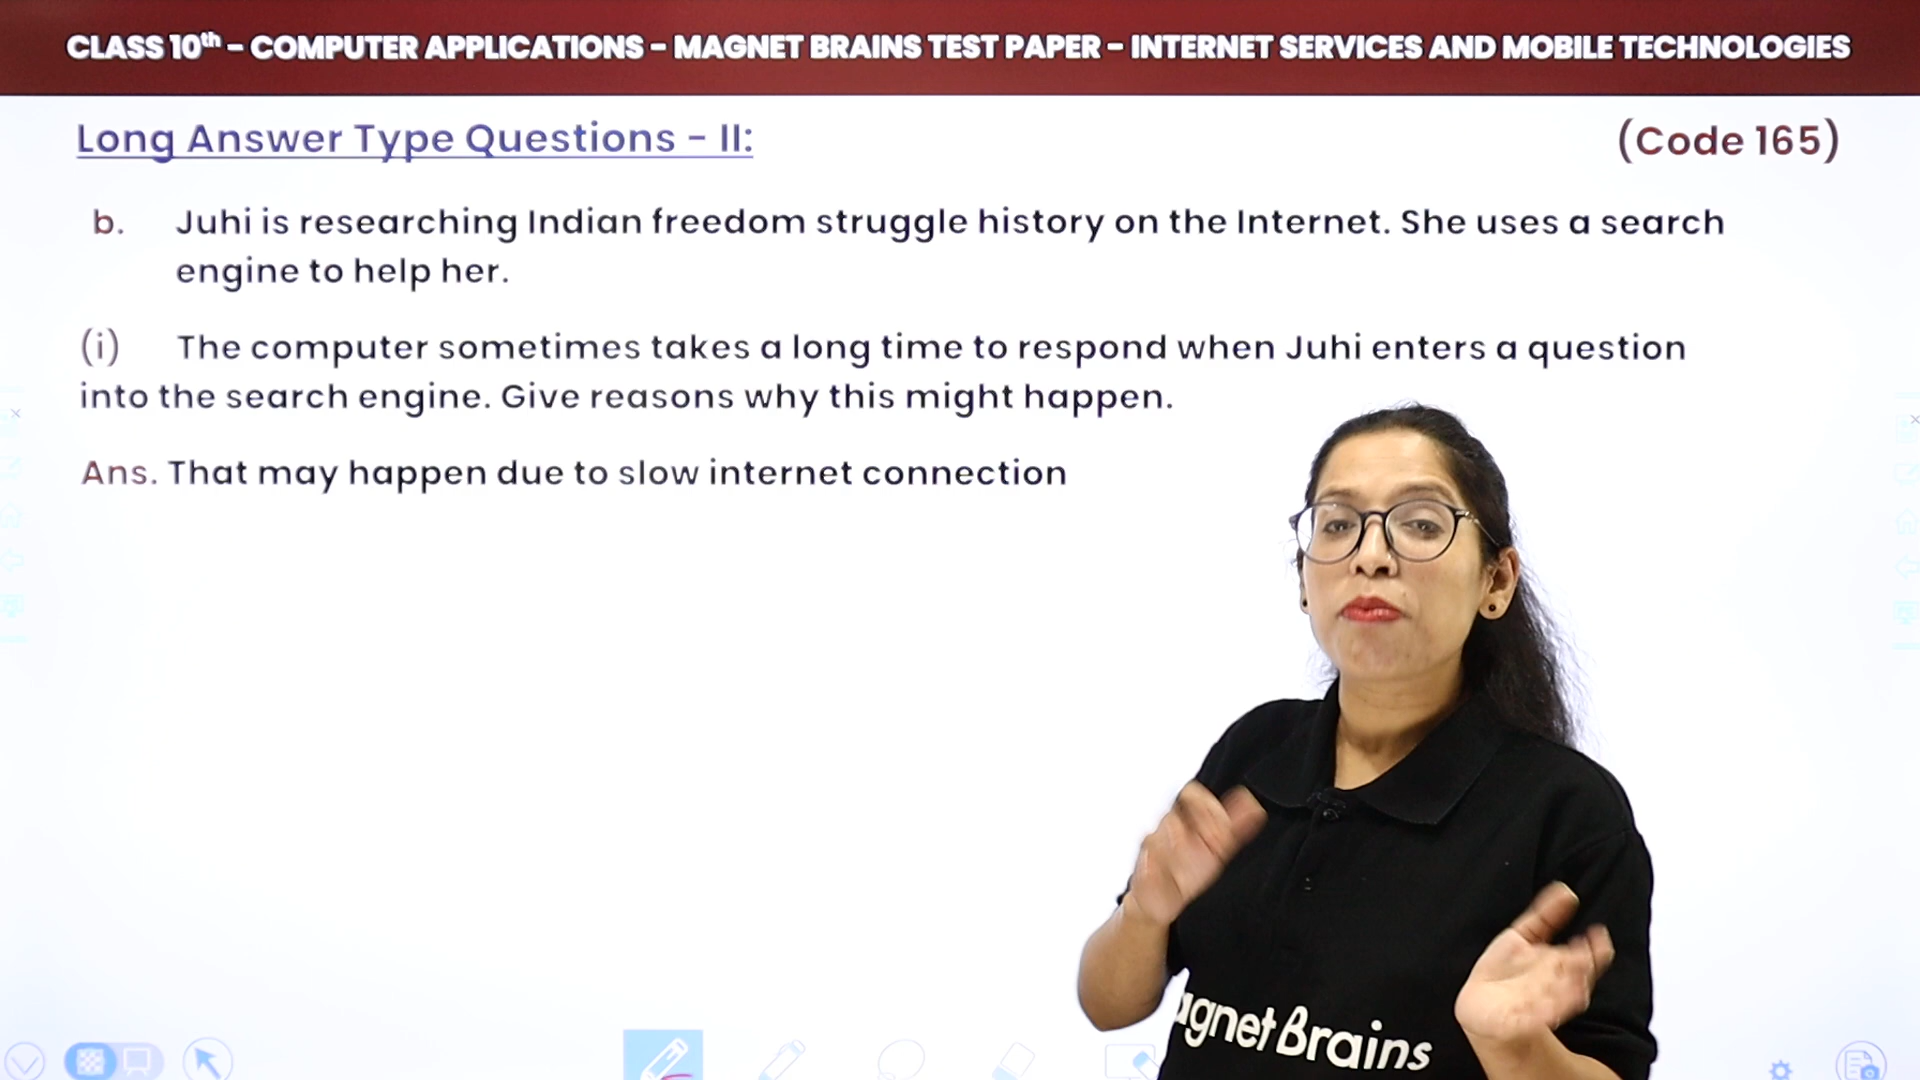 CLASS 10th – COMPUTER APPLICATIONS – MAGNET BRAINS TEST PAPER – INTERNET SERVICES AND MOBILE TECHNOLOGIES
Long Answer Type Questions – II:
(Code 165)
b. Juhi is researching Indian freedom struggle history on the Internet. She uses a search
engine to help her.
(i) The computer sometimes takes a long time to respond when Juhi enters a question
into the search engine. Give reasons why this might happen.
Ans. That may happen due to slow internet connection
agnet Brains